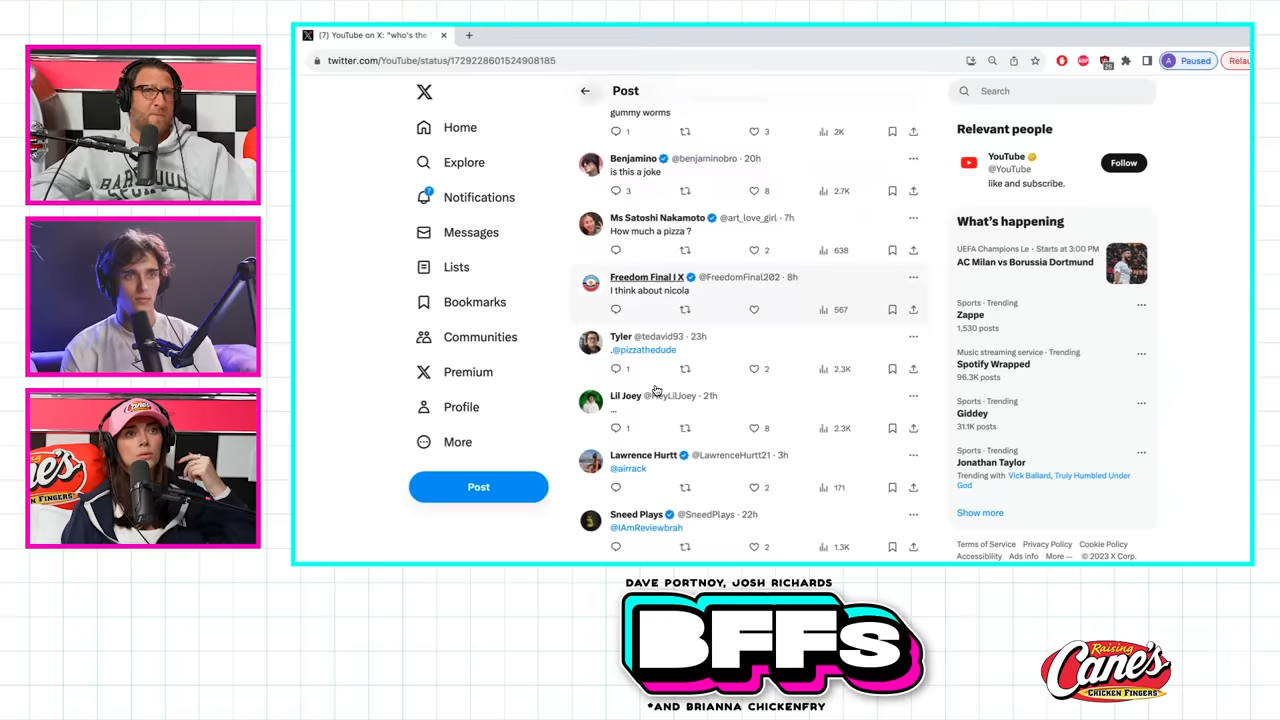 (7) YouTube on X: "who's the
twitter.com/YouTube/status/1729228601524908185
26
A Paused
Relau
Home
Explore
Notifications
Messages
Lists
Bookmarks
Communities
Premium
Profile
More
Post
Post
gummy worms
1 3 2K
Benjamino @benjaminobro · 20h
is this a joke
3 8 2.7K
Ms Satoshi Nakamoto @art_love_girl · 7h
How much a pizza ?
2 638
Freedom Final I X @FreedomFinal202 · 8h
I think about nicola
567
Tyler @tedavid93 · 23h
.@pizzathedude
1 2 2.3K
Lil Joey @HeyLilJoey · 21h
...
1 8 2.3K
Lawrence Hurtt @LawrenceHurtt21 · 3h
@airrack
2 171
Sneed Plays @SneedPlays · 22h
@IAmReviewbrah
2 1.3K
Search
Relevant people
YouTube
@YouTube
Follow
like and subscribe.
What's happening
UEFA Champions Le · Starts at 3:00 PM
AC Milan vs Borussia Dortmund
Sports · Trending
Zappe
1,530 posts
Music streaming service · Trending
Spotify Wrapped
96.3K posts
Sports · Trending
Giddey
31.1K posts
Sports · Trending
Jonathan Taylor
Trending with Vick Ballard, Truly Humbled Under
God
Show more
Terms of Service Privacy Policy Cookie Policy
Accessibility Ads info More ··· © 2023 X Corp.
DAVE PORTNOY, JOSH RICHARDS
BFFs
*AND BRIANNA CHICKENFRY
Raising
Cane's
CHICKEN FINGERS